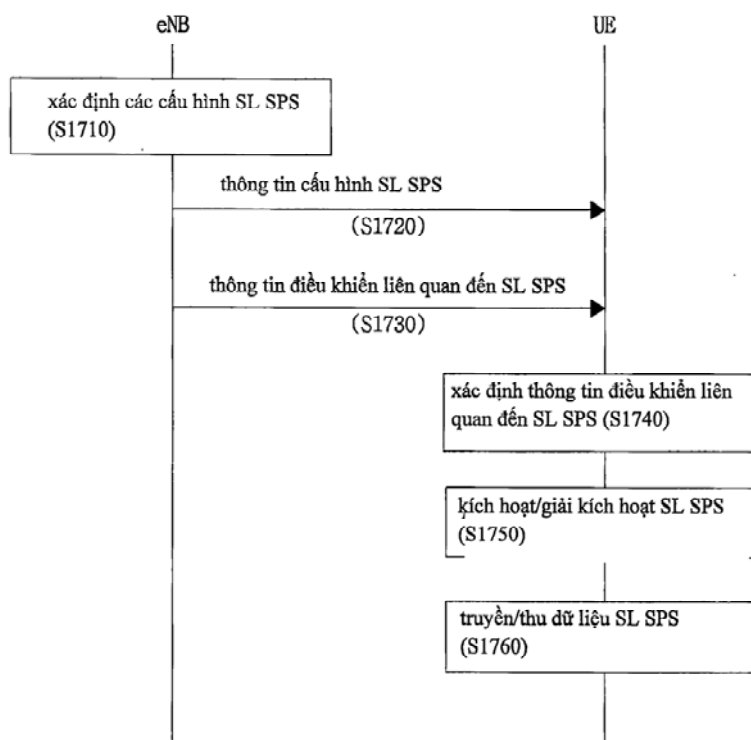 eNB
UE
xác định các cấu hình SL SPS
(S1710)
thông tin cấu hình SL SPS
(S1720)
thông tin điều khiển liên quan đến SL SPS
(S1730)
xác định thông tin điều khiển liên
quan đến SL SPS (S1740)
kích hoạt/giải kích hoạt SL SPS
(S1750)
truyền/thu dữ liệu SL SPS
(S1760)